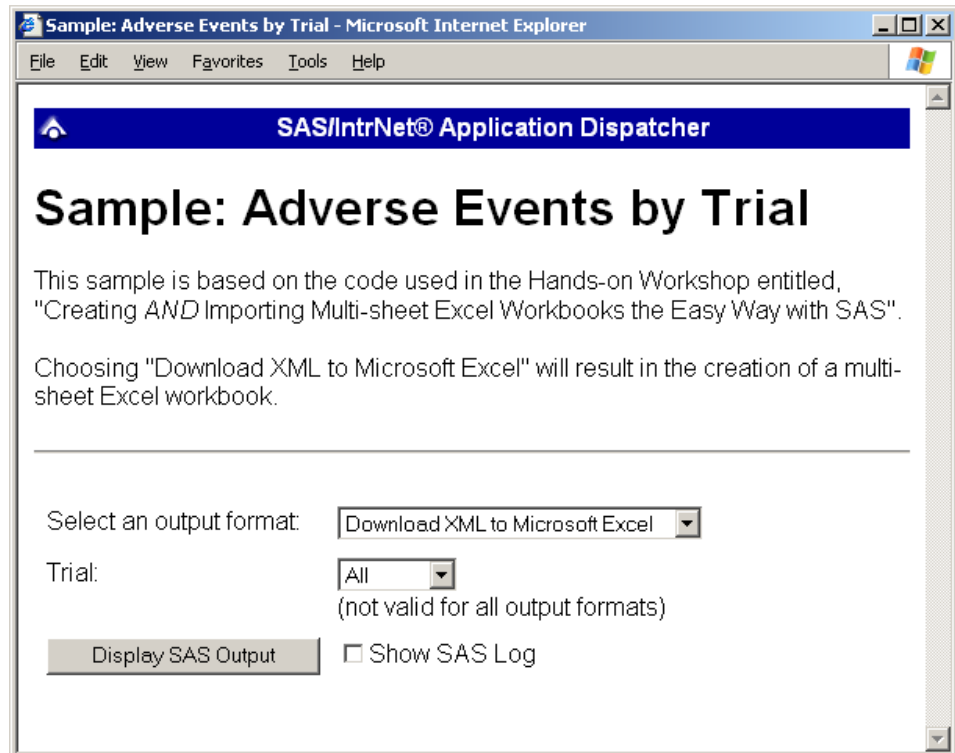 Sample: Adverse Events by Trial - Microsoft Internet Explorer
File Edit View Favorites Tools Help
SAS/IntrNet® Application Dispatcher
Sample: Adverse Events by Trial
This sample is based on the code used in the Hands-on Workshop entitled,
"Creating AND Importing Multi-sheet Excel Workbooks the Easy Way with SAS".
Choosing "Download XML to Microsoft Excel" will result in the creation of a multi-
sheet Excel workbook.
Select an output format: Download XML to Microsoft Excel
Trial: All
(not valid for all output formats)
Display SAS Output Show SAS Log